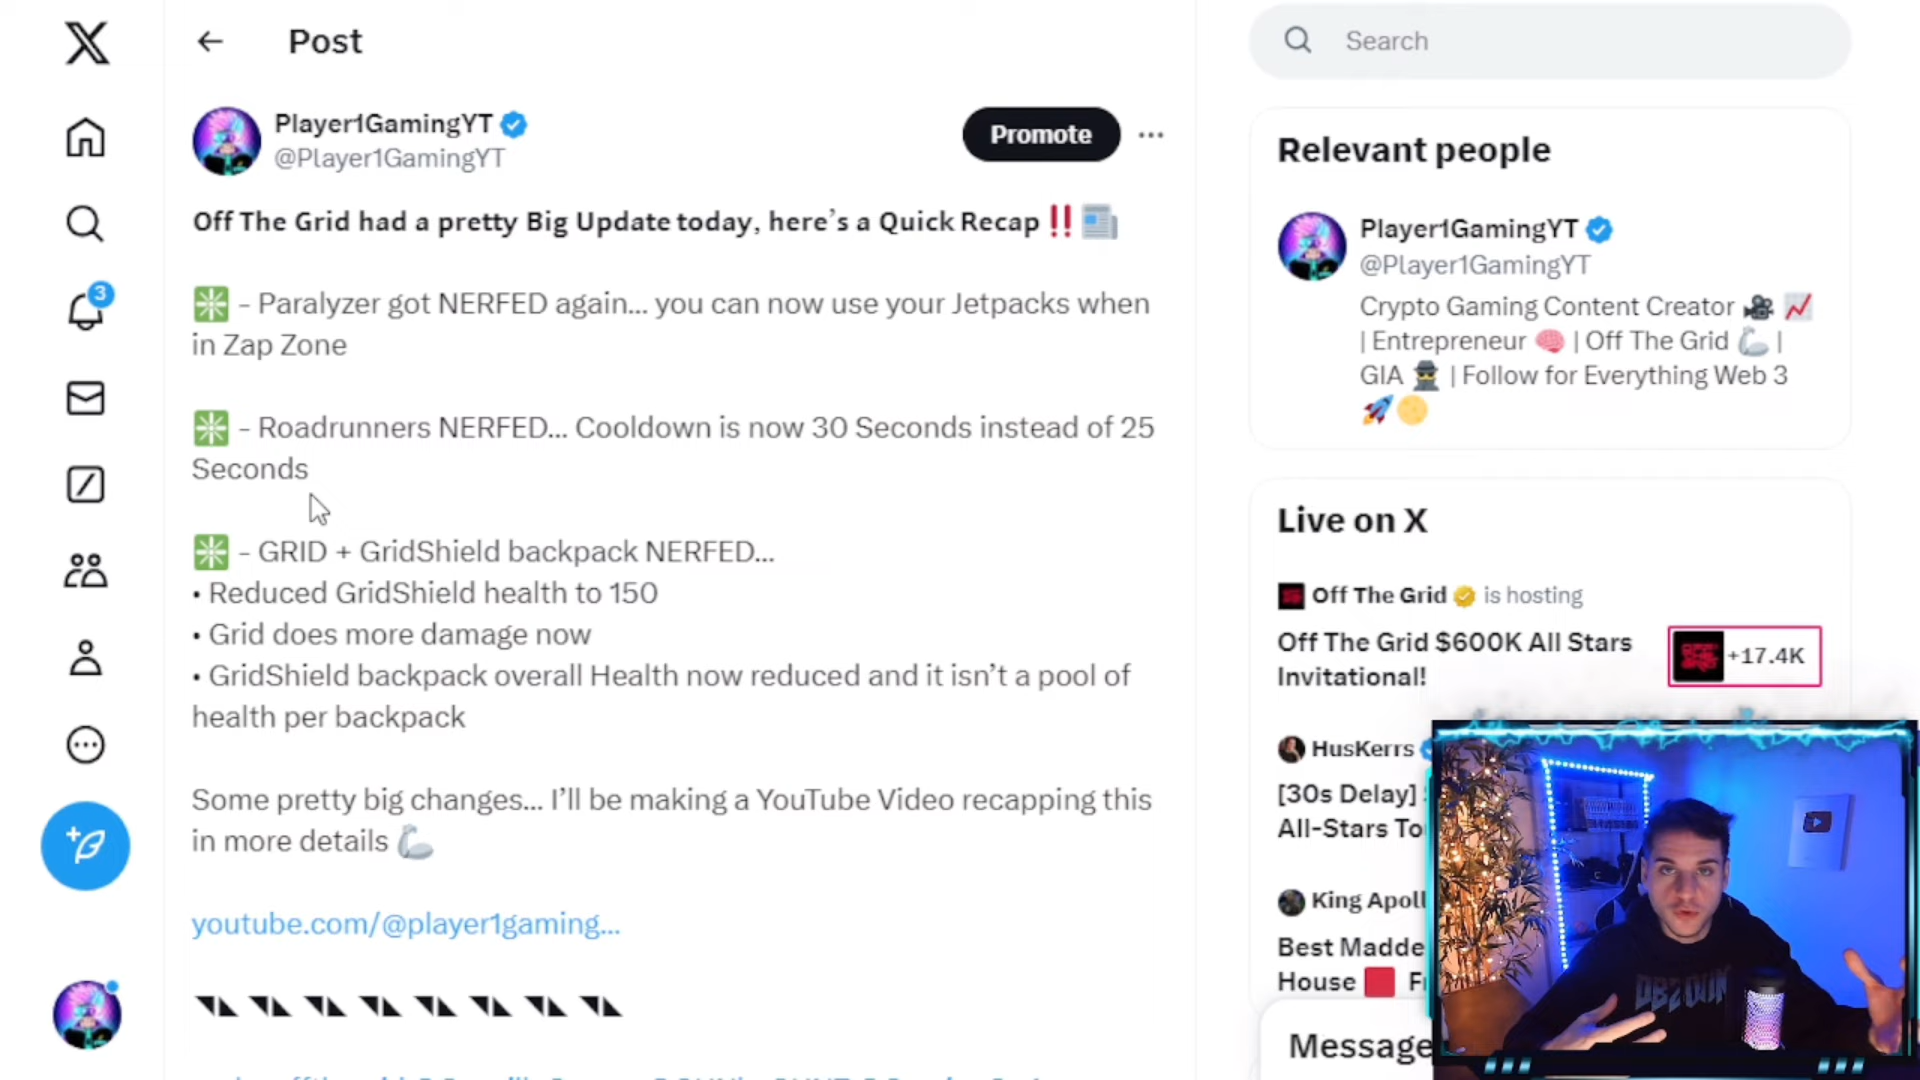 Post
Search
Player1GamingYT
@Player1GamingYT
Promote
Off The Grid had a pretty Big Update today, here’s a Quick Recap ‼️📰
❇️ - Paralyzer got NERFED again... you can now use your Jetpacks when
in Zap Zone
❇️ - Roadrunners NERFED... Cooldown is now 30 Seconds instead of 25
Seconds
❇️ - GRID + GridShield backpack NERFED...
• Reduced GridShield health to 150
• Grid does more damage now
• GridShield backpack overall Health now reduced and it isn’t a pool of
health per backpack
Some pretty big changes... I’ll be making a YouTube Video recapping this
in more details 🦾
youtube.com/@player1gaming...
3
Relevant people
Player1GamingYT
@Player1GamingYT
Crypto Gaming Content Creator 🎥 📈
| Entrepreneur 🧠 | Off The Grid 🦾 |
GIA 🕵️ | Follow for Everything Web 3
🚀🌕
Live on X
Off The Grid is hosting
Off The Grid $600K All Stars
Invitational!
+17.4K
HusKerrs
[30s Delay]
All-Stars
King
Best
House 🟥